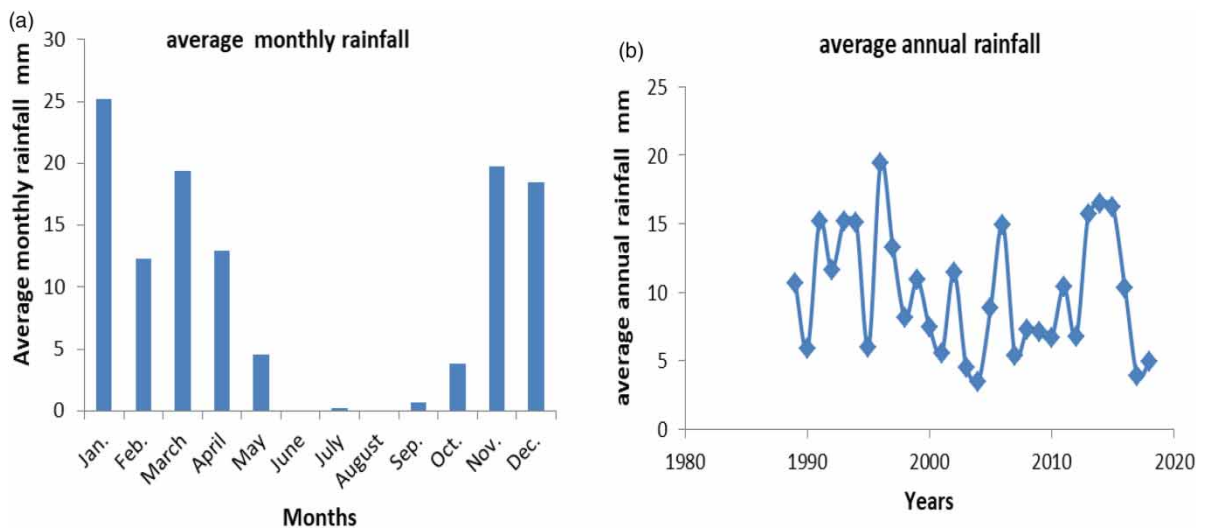 (a)
average monthly rainfall
Average monthly rainfall mm
30
25
20
15
10
5
0
Jan.
Feb.
March
April
May
June
July
August
Sep.
Oct.
Nov.
Dec.
Months
(b)
average annual rainfall
average annual rainfall mm
25
20
15
10
5
0
1980
1990
2000
2010
2020
Years